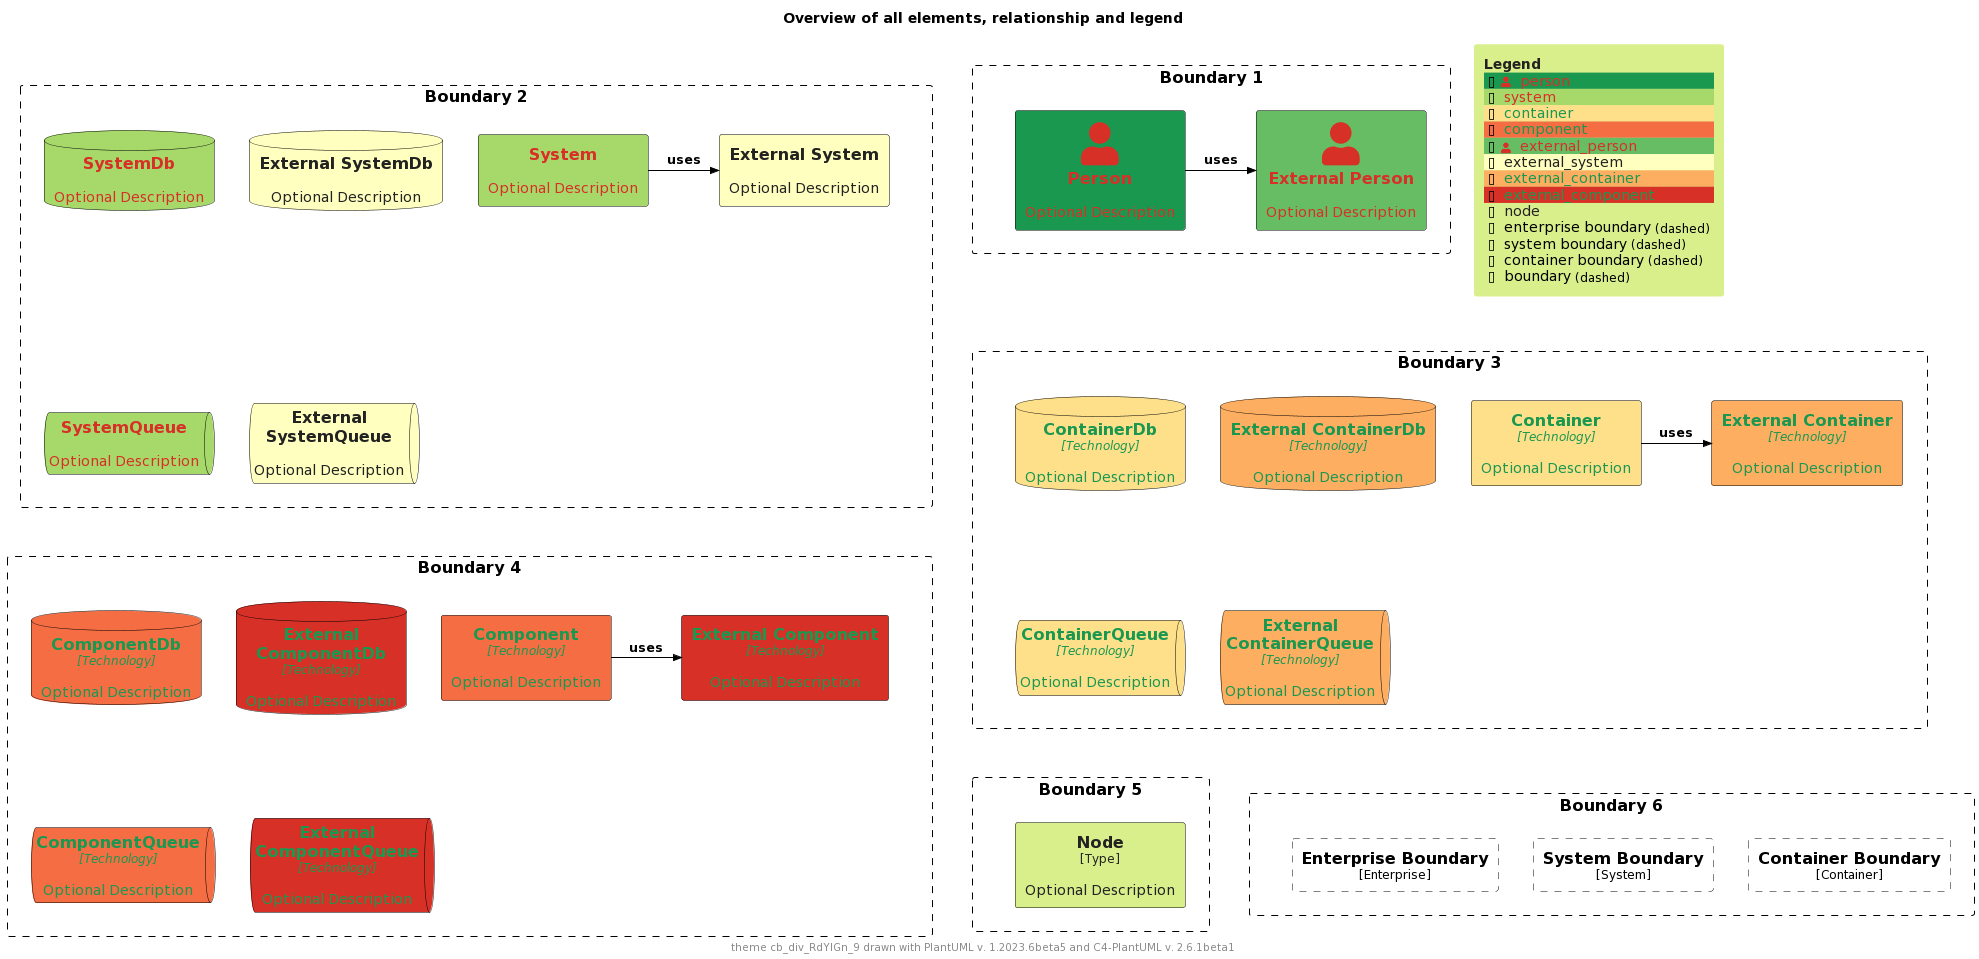 Overview of all elements, relationship and legend
Boundary 2
SystemDb
Optional Description
External SystemDb
Optional Description
System
Optional Description
uses
External System
Optional Description
SystemQueue
Optional Description
External
SystemQueue
Optional Description
Boundary 1
Person
Optional Description
uses
External Person
Optional Description
Legend
person
system
container
component
external_person
external_system
external_container
external_component
node
enterprise boundary (dashed)
system boundary (dashed)
container boundary (dashed)
boundary (dashed)
Boundary 3
ContainerDb
[Technology]
Optional Description
External ContainerDb
[Technology]
Optional Description
Container
[Technology]
Optional Description
uses
External Container
[Technology]
Optional Description
ContainerQueue
[Technology]
Optional Description
External
ContainerQueue
[Technology]
Optional Description
Boundary 4
ComponentDb
[Technology]
Optional Description
External
ComponentDb
[Technology]
Optional Description
Component
[Technology]
Optional Description
uses
External Component
[Technology]
Optional Description
ComponentQueue
[Technology]
Optional Description
External
ComponentQueue
[Technology]
Optional Description
Boundary 5
Node
[Type]
Optional Description
Boundary 6
Enterprise Boundary
[Enterprise]
System Boundary
[System]
Container Boundary
[Container]
theme cb_div_RdYlGn_9 drawn with PlantUML v. 1.2023.6beta5 and C4-PlantUML v. 2.6.1beta1